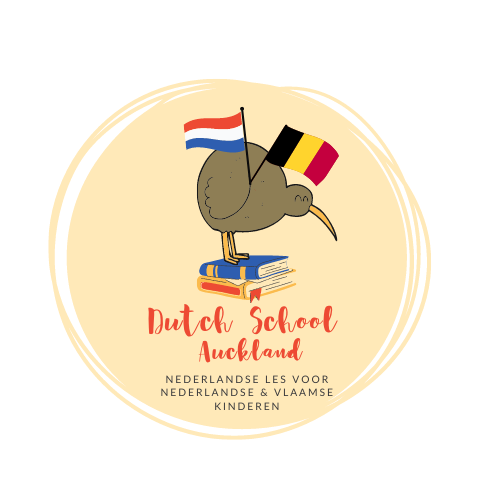 Dutch School
Auckland
NEDERLANDSE LES VOOR
NEDERLANDSE & VLAAMSE
KINDEREN